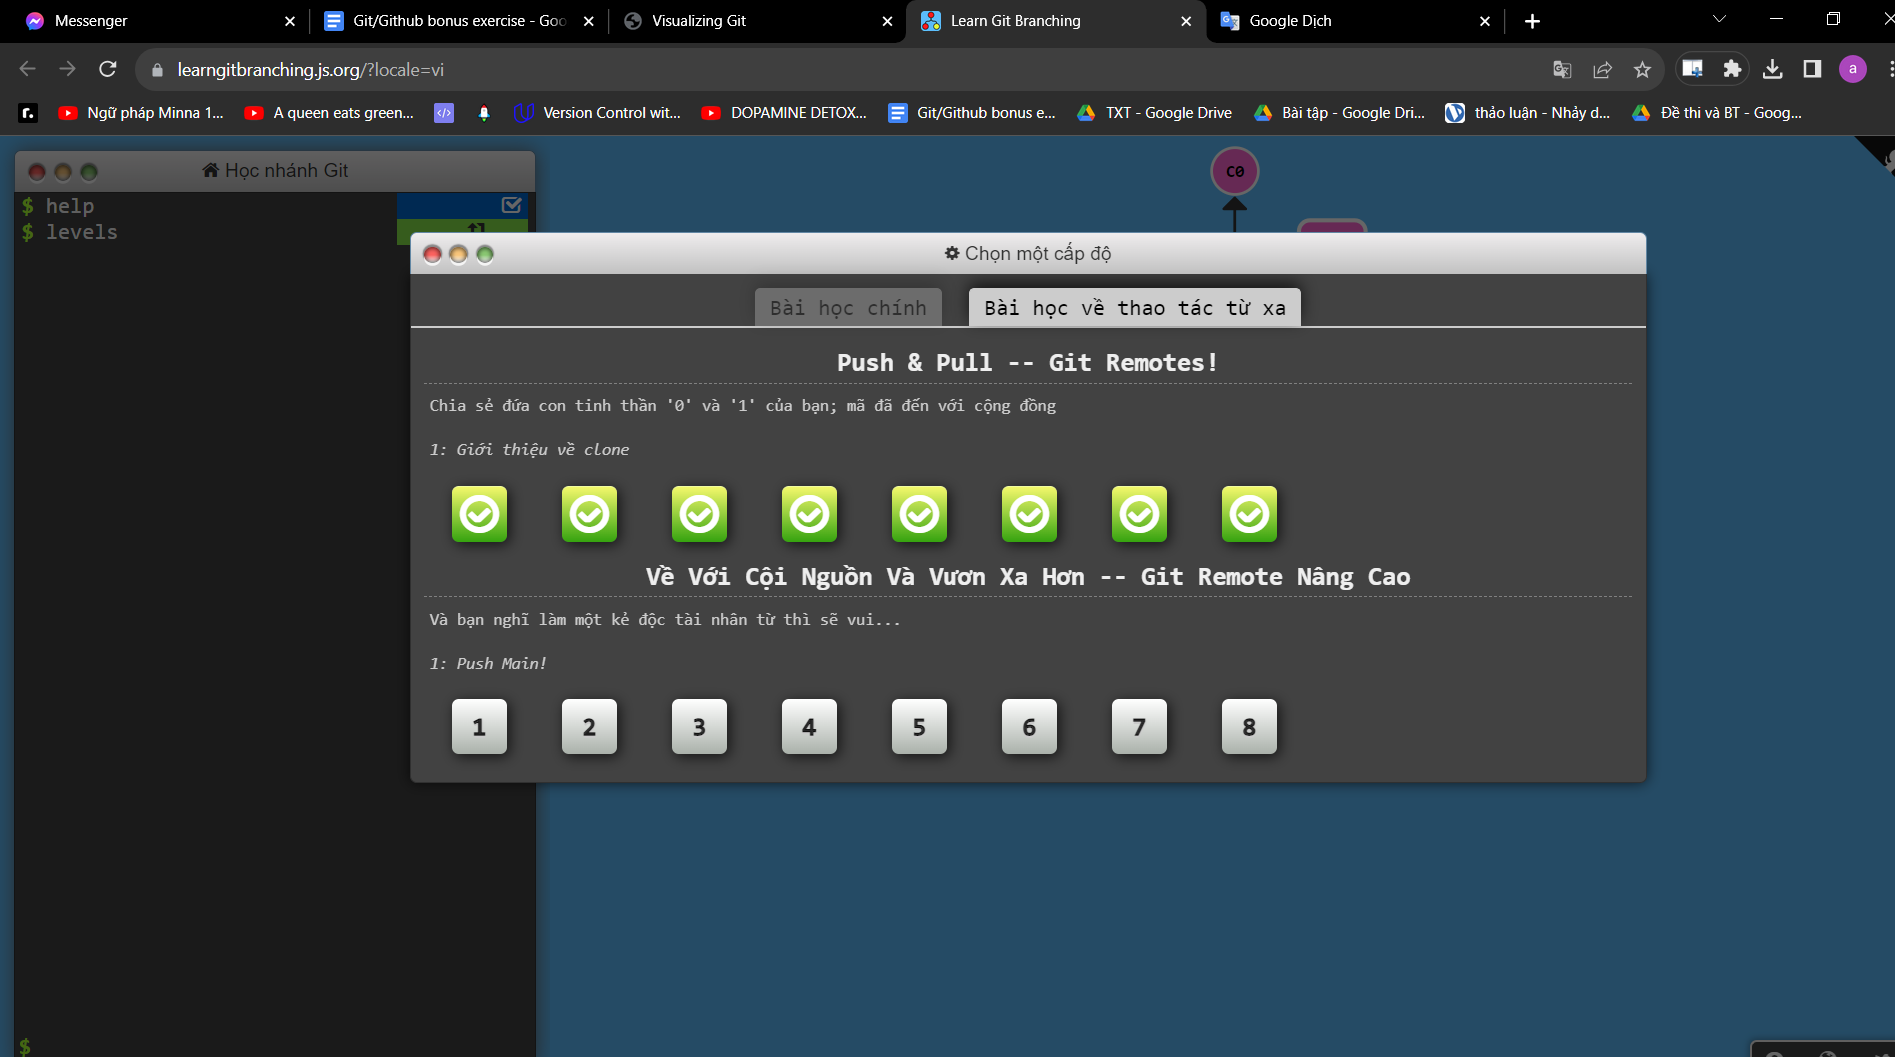 Messenger
Git/Github bonus exercise - Goo
Visualizing Git
Learn Git Branching
Google Dịch
learngitbranching.js.org/?locale=vi
a
r.
Ngữ pháp Minna 1...
A queen eats green...
</>
Version Control wit...
DOPAMINE DETOX...
Git/Github bonus e...
TXT - Google Drive
Bài tập - Google Dri...
thảo luận - Nhảy d...
Đề thi và BT - Goog...
Học nhánh Git
C0
$ help
$ levels
Chọn một cấp độ
Bài học chính
Bài học về thao tác từ xa
Push & Pull -- Git Remotes!
Chia sẻ đứa con tinh thần '0' và '1' của bạn; mã đã đến với cộng đồng
1: Giới thiệu về clone
Về Với Cội Nguồn Và Vươn Xa Hơn -- Git Remote Nâng Cao
Và bạn nghĩ làm một kẻ độc tài nhân từ thì sẽ vui...
1: Push Main!
1 2 3 4 5 6 7 8
$